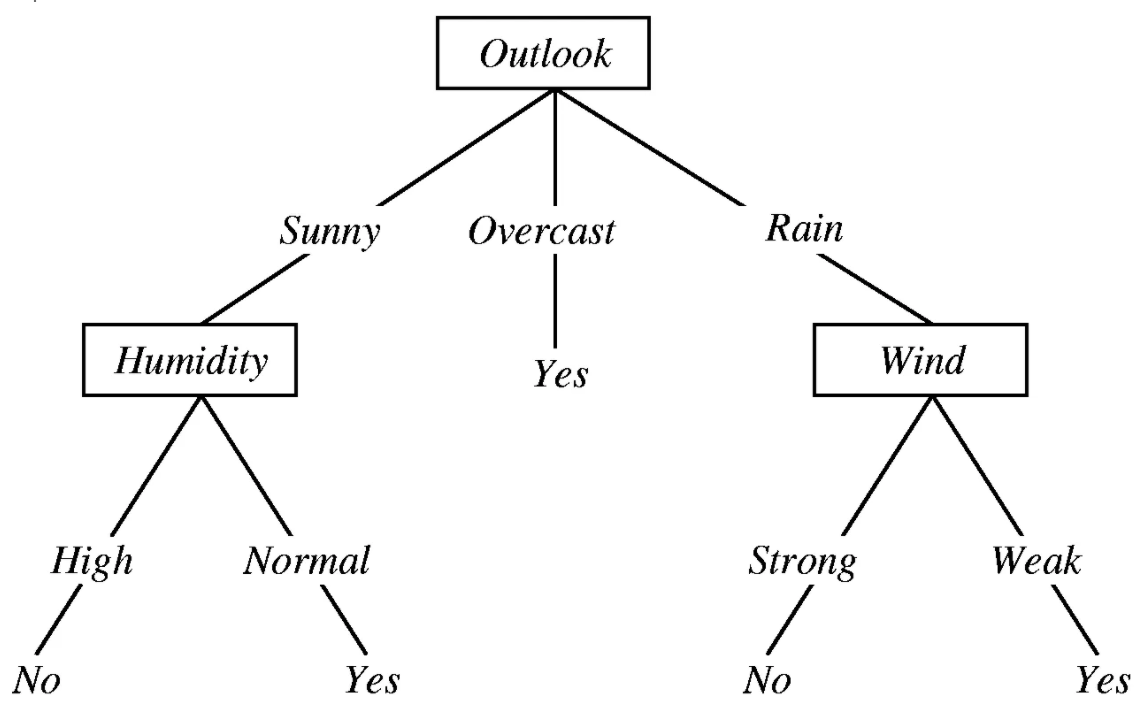 Outlook
Sunny Overcast Rain
Humidity Yes Wind
High Normal Strong Weak
No Yes No Yes